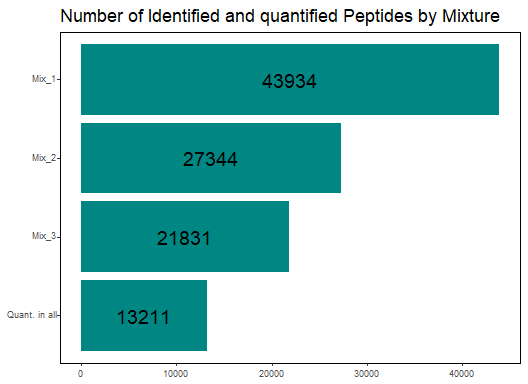 Number of Identified and quantified Peptides by Mixture
Mix_1
43934
Mix_2
27344
Mix_3
21831
Quant. in all
13211
0
10000
20000
30000
40000